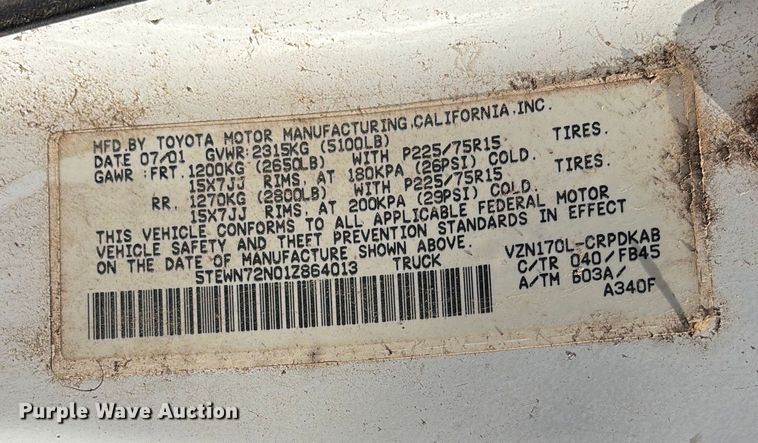 MFD.BY TOYOTA MOTOR MANUFACTURING,CALIFORNIA,INC.
DATE 07/01 GVWR:2315KG (5100LB)
GAWR :FRT. 1200KG (2650LB) WITH P225/75R15 TIRES.
15X7JJ RIMS, AT 180KPA (26PSI) COLD.
RR. 1270KG (2800LB) WITH P225/75R15 TIRES.
15X7JJ RIMS, AT 200KPA (29PSI) COLD.
THIS VEHICLE CONFORMS TO ALL APPLICABLE FEDERAL MOTOR
VEHICLE SAFETY AND THEFT PREVENTION STANDARDS IN EFFECT
ON THE DATE OF MANUFACTURE SHOWN ABOVE.
5TEWN72N01Z864013 TRUCK
VZN170L-CRPDKAB
C/TR 040/FB45
A/TM B03A/
A340F
Purple Wave Auction